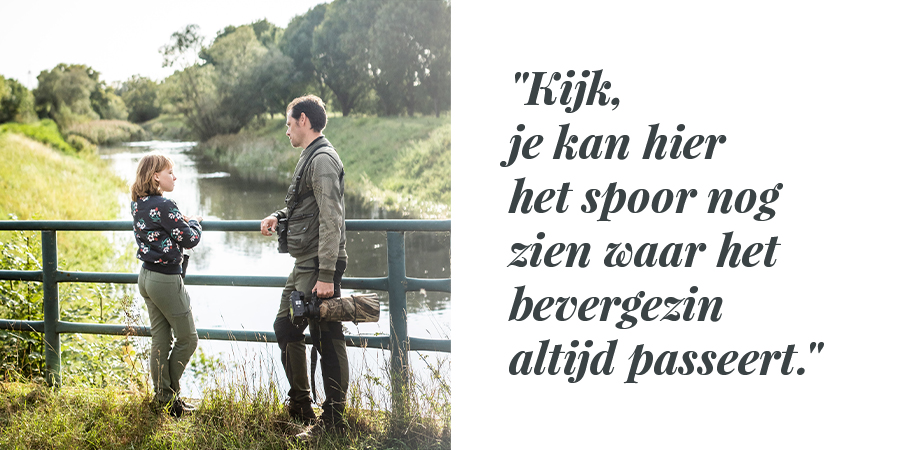 "Kijk,
je kan hier
het spoor nog
zien waar het
bevergezin
altijd passeert."